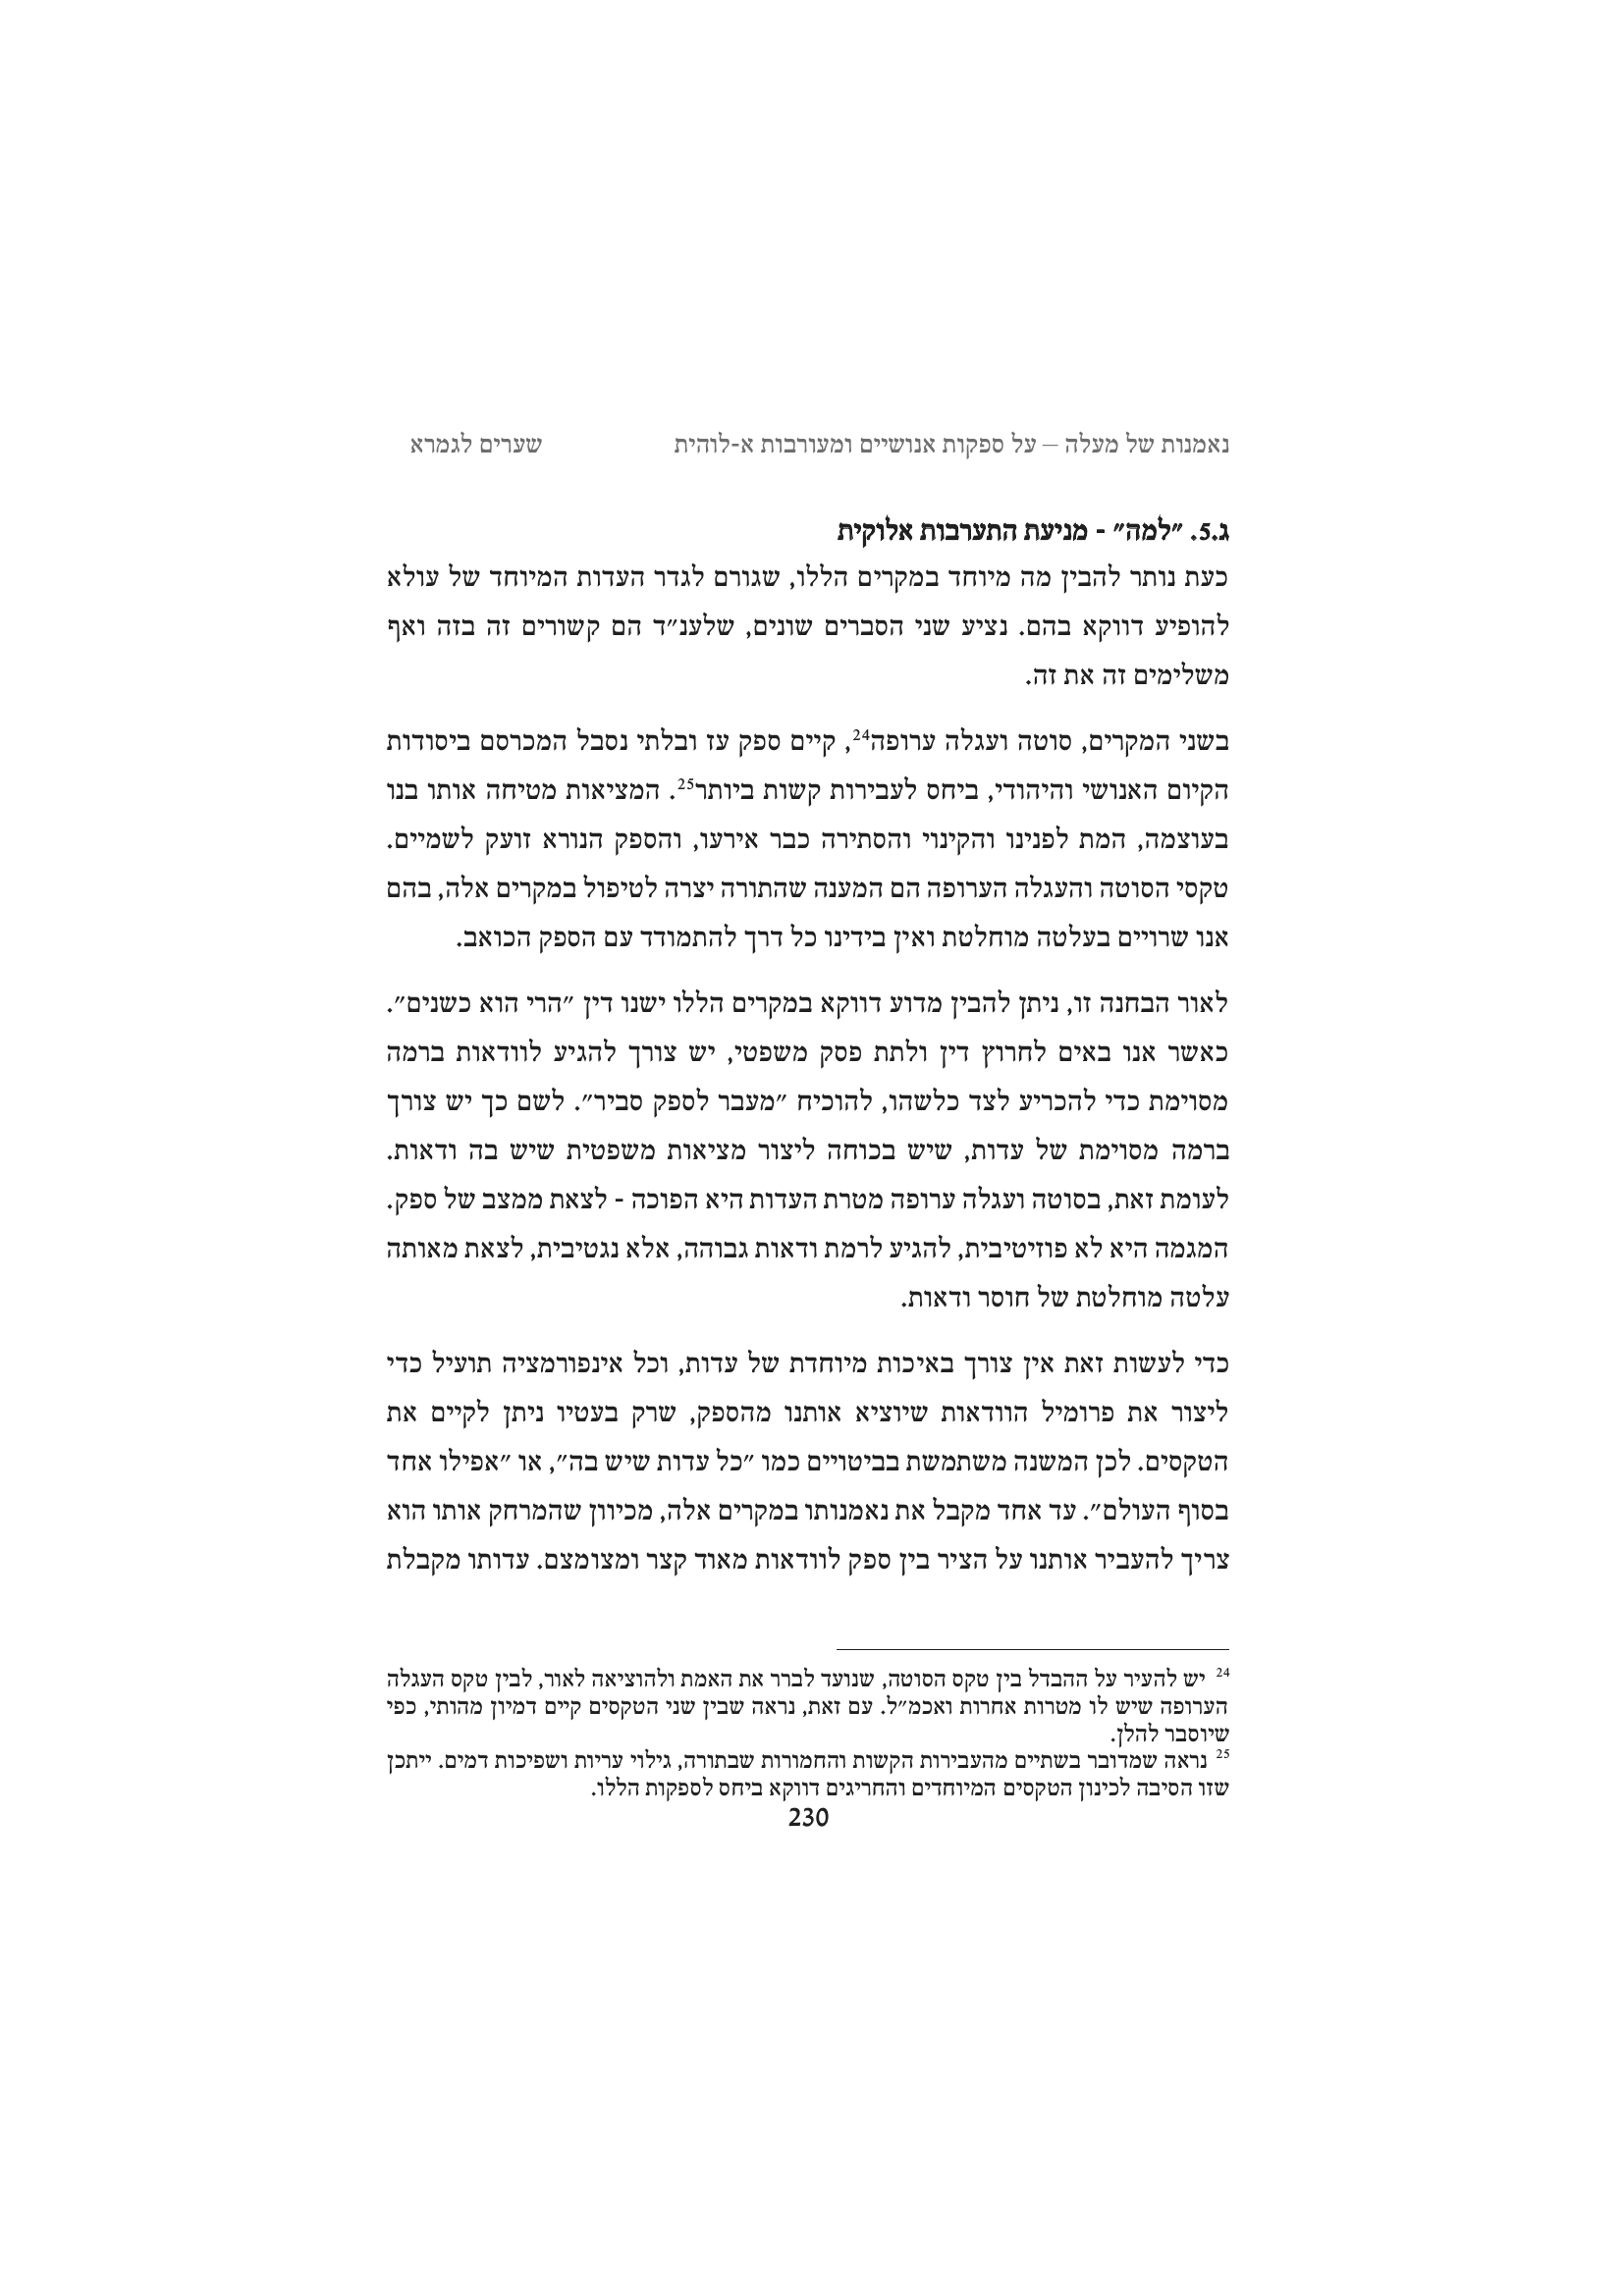 נאמנות של מעלה – על ספקות אנושיים ומעורבות א-לוהית שערים לגמרא
ג.5. ״למה״ - מניעת התערבות אלוקית
כעת נותר להבין מה מיוחד במקרים הללו, שגורם לגדר העדות המיוחד של עולא
להופיע דווקא בהם. נציע שני הסברים שונים, שלענ״ד הם קשורים זה בזה ואף
משלימים זה את זה.
בשני המקרים, סוטה ועגלה ערופה24, קיים ספק עז ובלתי נסבל המכרסם ביסודות
הקיום האנושי והיהודי, ביחס לעבירות קשות ביותר25. המציאות מטיחה אותו בנו
בעוצמה, המת לפנינו והקינוי והסתירה כבר אירעו, והספק הנורא זועק לשמיים.
טקסי הסוטה והעגלה הערופה הם המענה שהתורה יצרה לטיפול במקרים אלה, בהם
אנו שרויים בעלטה מוחלטת ואין בידינו כל דרך להתמודד עם הספק הכואב.
לאור הבחנה זו, ניתן להבין מדוע דווקא במקרים הללו ישנו דין ״הרי הוא כשנים״.
כאשר אנו באים לחרוץ דין ולתת פסק משפטי, יש צורך להגיע לוודאות ברמה
מסוימת כדי להכריע לצד כלשהו, להוכיח ״מעבר לספק סביר״. לשם כך יש צורך
ברמה מסוימת של עדות, שיש בכוחה ליצור מציאות משפטית שיש בה ודאות.
לעומת זאת, בסוטה ועגלה ערופה מטרת העדות היא הפוכה - לצאת ממצב של ספק.
המגמה היא לא פוזיטיבית, להגיע לרמת ודאות גבוהה, אלא נגטיבית, לצאת מאותה
עלטה מוחלטת של חוסר ודאות.
כדי לעשות זאת אין צורך באיכות מיוחדת של עדות, וכל אינפורמציה תועיל כדי
ליצור את פרומיל הוודאות שיוציא אותנו מהספק, שרק בעטיו ניתן לקיים את
הטקסים. לכן המשנה משתמשת בביטויים כמו ״כל עדות שיש בה״, או ״אפילו אחד
בסוף העולם״. עד אחד מקבל את נאמנותו במקרים אלה, מכיוון שהמרחק אותו הוא
צריך להעביר אותנו על הציר בין ספק לוודאות מאוד קצר ומצומצם. עדותו מקבלת
24 יש להעיר על ההבדל בין טקס הסוטה, שנועד לברר את האמת ולהוציאה לאור, לבין טקס העגלה
הערופה שיש לו מטרות אחרות ואכמ״ל. עם זאת, נראה שבין שני הטקסים קיים דמיון מהותי, כפי
שיוסבר להלן.
25 נראה שמדובר בשתיים מהעבירות הקשות והחמורות שבתורה, גילוי עריות ושפיכות דמים. ייתכן
שזו הסיבה לכינון הטקסים המיוחדים והחריגים דווקא ביחס לספקות הללו.
230